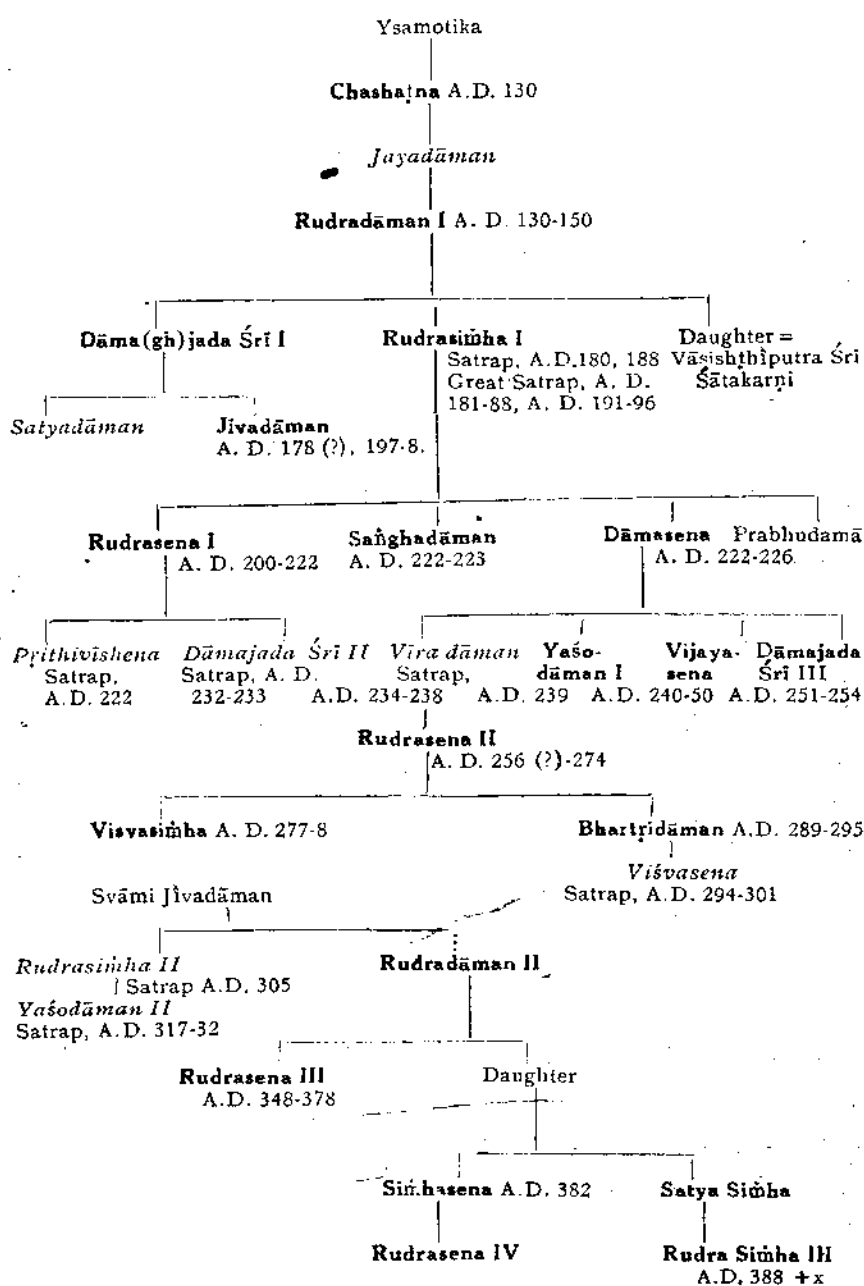 Ysamotika
Chashaṭna A.D. 130
Jayadāman
Rudradāman I A. D. 130-150
Dāma(gh)jada Śrī I
Rudrasiṁha I
Satrap, A.D.180, 188
Great Satrap, A. D.
181-88, A. D. 191-96
Daughter =
Vāsishṭhīputra Śrī
Śātakarṇi
Satyadāman
Jīvadāman
A. D. 178 (?), 197-8.
Rudrasena I
A. D. 200-222
Saṅghadāman
A. D. 222-223
Dāmasena
A. D. 222-226
Prabhudamā
Pṛithivīsheṇa
Satrap,
A.D. 222
Dāmajada Śrī II
Satrap, A. D.
232-233
Vīra dāman
Satrap,
A.D. 234-238
Yaśo-
dāman I
A.D. 239
Vijaya-
sena
A.D. 240-50
Dāmajada
Śrī III
A.D. 251-254
Rudrasena II
A. D. 256 (?)-274
Visvasiṁha A. D. 277-8
Bhartṛidāman A.D. 289-295
Viśvasena
Satrap, A.D. 294-301
Svāmi Jīvadāman
Rudrasiṁha II
Satrap A.D. 305
Yaśodāman II
Satrap, A.D. 317-32
Rudradāman II
Rudrasena III
A.D. 348-378
Daughter
Siṁhasena A.D. 382
Satya Siṁha
Rudrasena IV
Rudra Siṁha III
A.D. 388 + x